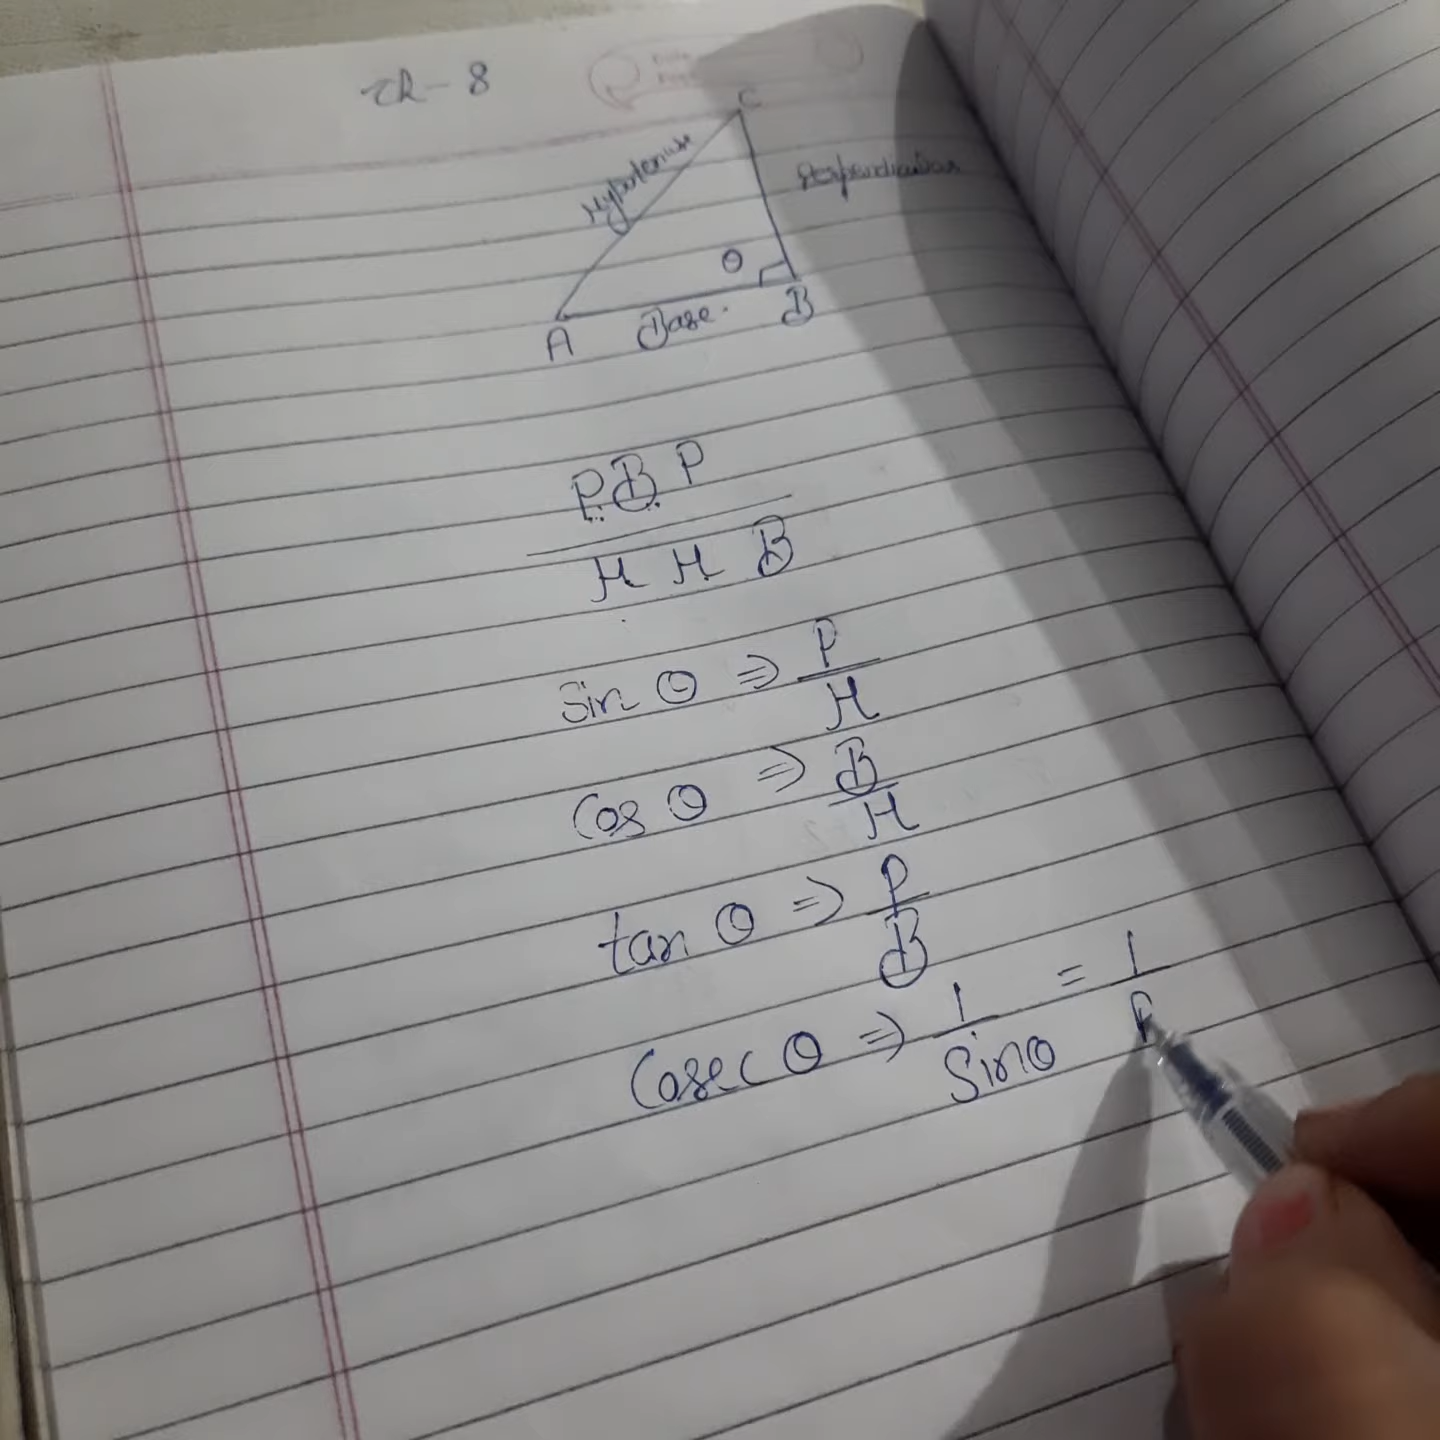 Ch - 8
C
Hypotenuse
Perpendicular
θ
A Base. B
P B P
H H B
Sin θ ⇒ P/H
Cos θ ⇒ B/H
tan θ ⇒ P/B
Cosec θ ⇒ 1/Sinθ = 1/P